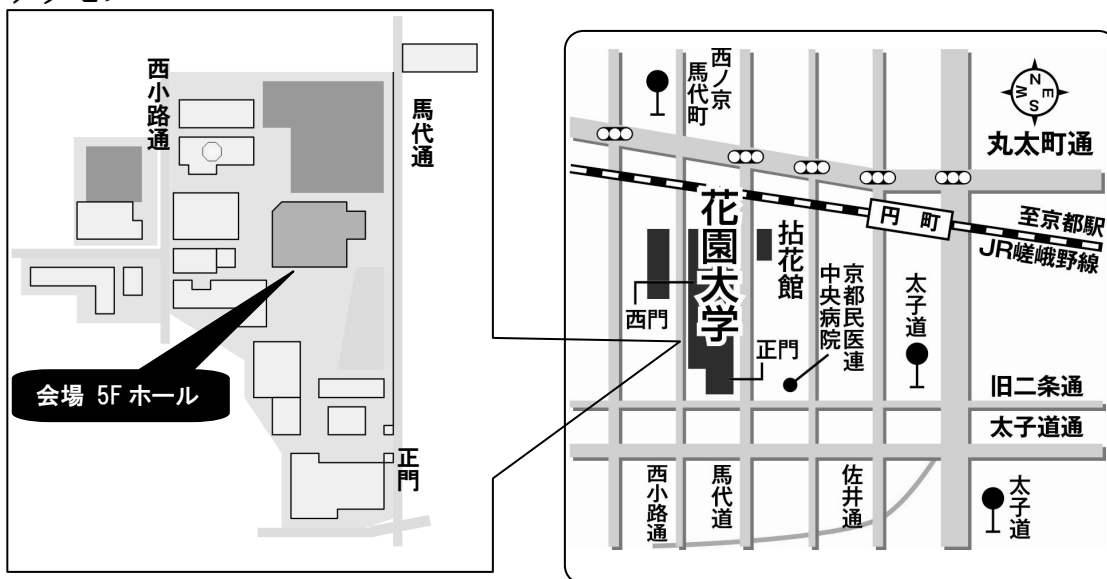 アクセス
西小路通
馬代通
会場 5F ホール
正門
西ノ京
馬代町
N
E
S
W
丸太町通
花園大学
拈花館
円町
至京都駅
JR嵯峨野線
西門
正門
京都民医連
中央病院
太子道
旧二条通
太子道通
西小路通
馬代道
佐井通
太子道